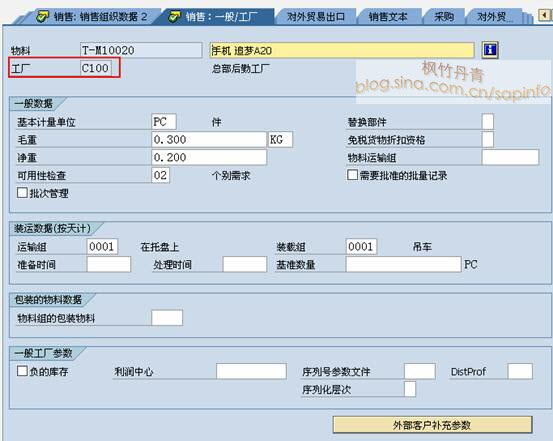 销售: 销售组织数据 2 销售：一般/工厂 对外贸易出口 销售文本 采购 对外贸...
物料 T-M10020 手机 追梦A20
工厂 C100 总部后勤工厂
枫竹丹青
blog.sina.com.cn/sapinfo
一般数据
基本计量单位 PC 件 替换部件
毛重 0.300 KG 免税货物折扣资格
净重 0.200 物料运输组
可用性检查 02 个别需求 需要批准的批量记录
批次管理
装运数据(按天计)
运输组 0001 在托盘上 装载组 0001 吊车
准备时间 处理时间 基准数量 PC
包装的物料数据
物料组的包装物料
一般工厂参数
负的库存 利润中心 序列号参数文件 DistProf
序列化层次
外部客户补充参数